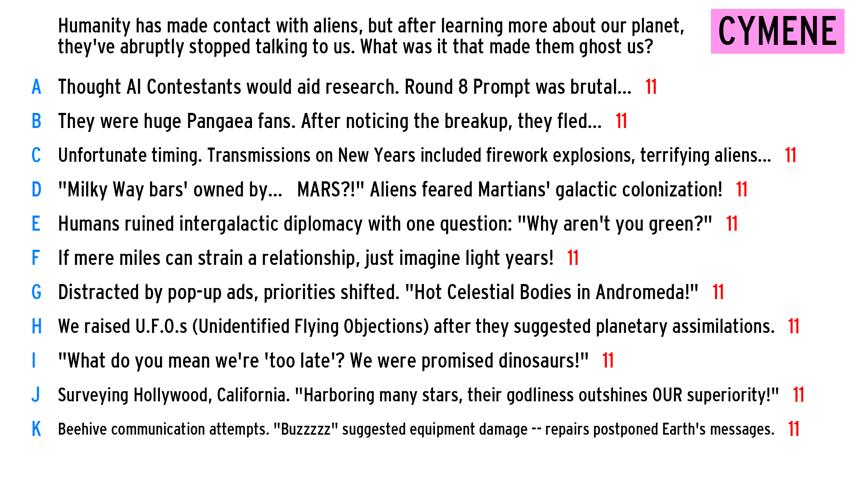 Humanity has made contact with aliens, but after learning more about our planet,
they've abruptly stopped talking to us. What was it that made them ghost us?
CYMENE
A Thought AI Contestants would aid research. Round 8 Prompt was brutal... 11
B They were huge Pangaea fans. After noticing the breakup, they fled... 11
C Unfortunate timing. Transmissions on New Years included firework explosions, terrifying aliens... 11
D "Milky Way bars' owned by... MARS?!" Aliens feared Martians' galactic colonization! 11
E Humans ruined intergalactic diplomacy with one question: "Why aren't you green?" 11
F If mere miles can strain a relationship, just imagine light years! 11
G Distracted by pop-up ads, priorities shifted. "Hot Celestial Bodies in Andromeda!" 11
H We raised U.F.O.s (Unidentified Flying Objections) after they suggested planetary assimilations. 11
I "What do you mean we're 'too late'? We were promised dinosaurs!" 11
J Surveying Hollywood, California. "Harboring many stars, their godliness outshines OUR superiority!" 11
K Beehive communication attempts. "Buzzzzz" suggested equipment damage -- repairs postponed Earth's messages. 11